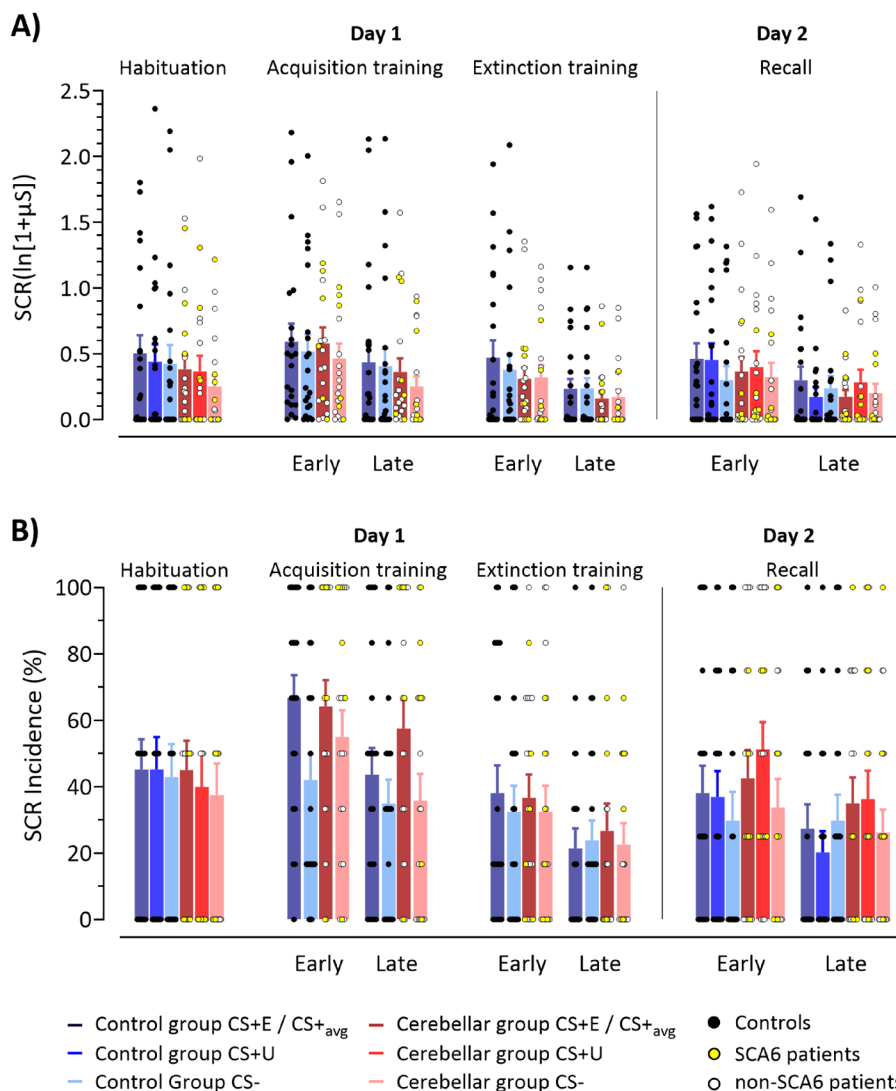 A)
Day 1
Day 2
Habituation
Acquisition training
Extinction training
Recall
SCR(ln[1+µS])
2.5
2.0
1.5
1.0
0.5
0.0
Early
Late
Early
Late
Early
Late
B)
Day 1
Day 2
Habituation
Acquisition training
Extinction training
Recall
SCR Incidence (%)
100
80
60
40
20
0
Early
Late
Early
Late
Early
Late
Control group CS+E / CS+avg
Cerebellar group CS+E / CS+avg
Controls
Control group CS+U
Cerebellar group CS+U
SCA6 patients
Control Group CS-
Cerebellar group CS-
non-SCA6 patient